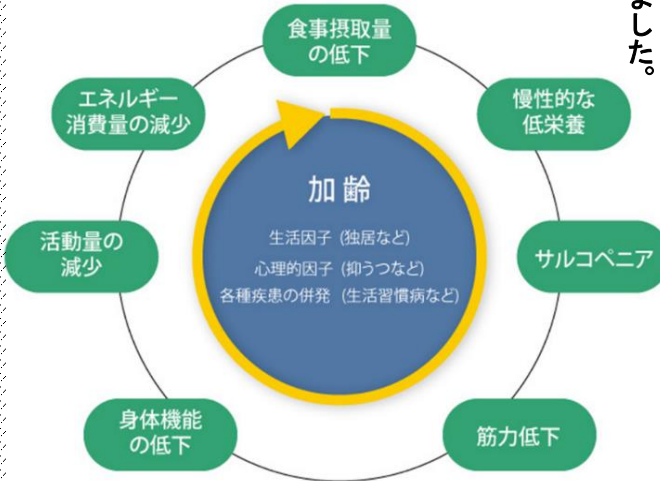 ました。
食事摂取量
の低下
慢性的な
低栄養
サルコペニア
筋力低下
身体機能
の低下
活動量の
減少
エネルギー
消費量の減少
加齢
生活因子 (独居など)
心理的因子 (抑うつなど)
各種疾患の併発 (生活習慣病など)